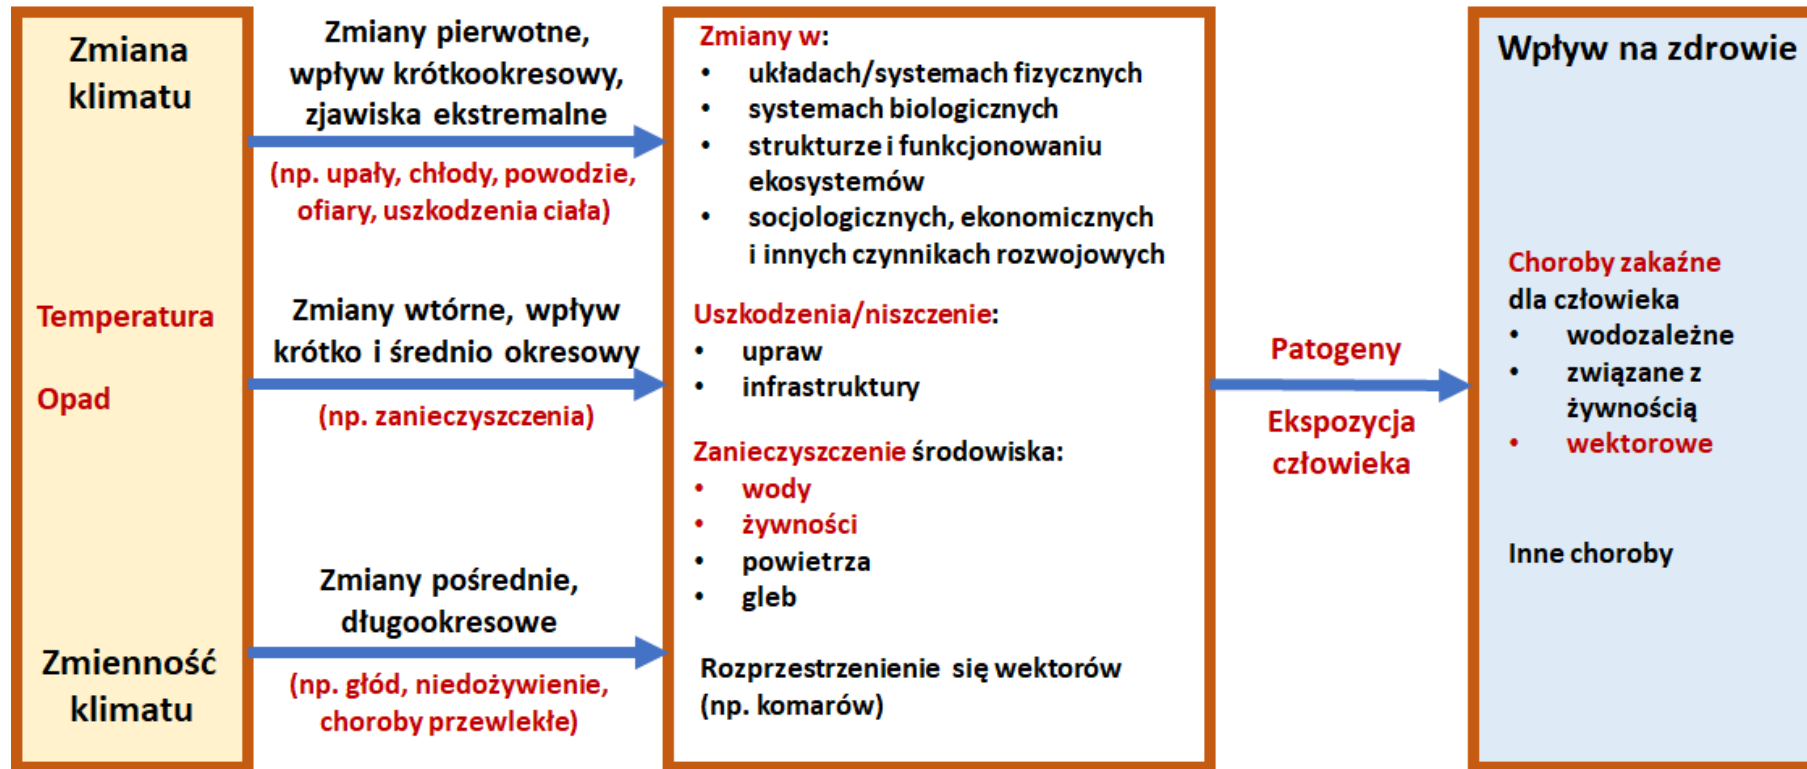 Zmiana
klimatu
Temperatura
Opad
Zmienność
klimatu
Zmiany pierwotne,
wpływ krótkookresowy,
zjawiska ekstremalne
(np. upały, chłody, powodzie,
ofiary, uszkodzenia ciała)
Zmiany wtórne, wpływ
krótko i średnio okresowy
(np. zanieczyszczenia)
Zmiany pośrednie,
długookresowe
(np. głód, niedożywienie,
choroby przewlekłe)
Zmiany w:
• układach/systemach fizycznych
• systemach biologicznych
• strukturze i funkcjonowaniu
ekosystemów
• socjologicznych, ekonomicznych
i innych czynnikach rozwojowych
Uszkodzenia/niszczenie:
• upraw
• infrastruktury
Zanieczyszczenie środowiska:
• wody
• żywności
• powietrza
• gleb
Rozprzestrzenienie się wektorów
(np. komarów)
Patogeny
Ekspozycja
człowieka
Wpływ na zdrowie
Choroby zakaźne
dla człowieka
• wodozależne
• związane z
żywnością
• wektorowe
Inne choroby